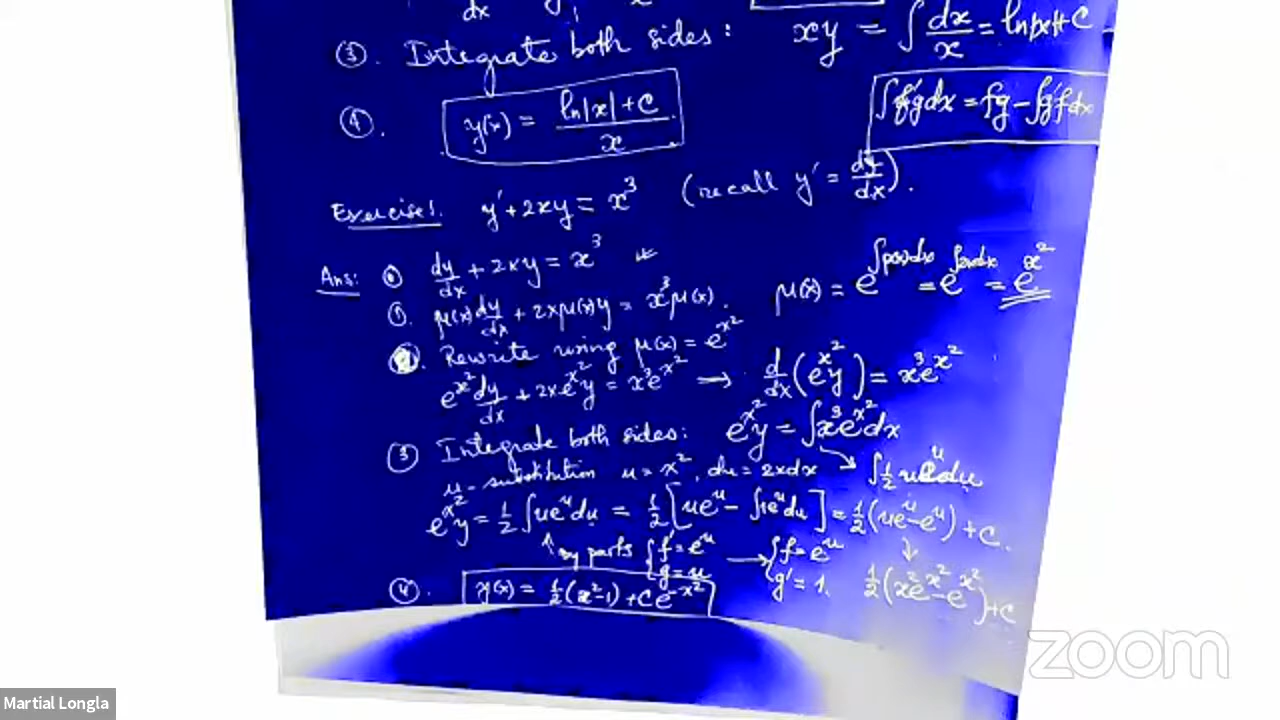 dx
③. Integrate both sides: xy = ∫ dx/x = ln|x|+C
④. y(x) = (ln|x| + C)/x
∫f'g dx = fg - ∫g'f dx
Exercise 1. y' + 2xy = x³ (recall y' = dy/dx).
Ans: ⓪ dy/dx + 2xy = x³ *
①. μ(x) dy/dx + 2xμ(x)y = x³μ(x). μ(x) = e^{∫p(x)dx} = e^{∫2xdx} = e^{x²}
②. Rewrite using μ(x) = e^{x²}
e^{x²} dy/dx + 2xe^{x²}y = x³e^{x²} → d/dx (e^{x²}y) = x³e^{x²}
③ Integrate both sides: e^{x²}y = ∫x³e^{x²}dx
u-substitution u = x², du = 2xdx → ∫½ue^u du
e^{x²}y = ½ ∫ue^u du = ½[ue^u - ∫1e^u du] = ½(ue^u - e^u) + C.
↑ by parts {f' = e^u, g = u → {f = e^u, g' = 1. ↓ ½(x²e^{x²} - e^{x²}) + C
④. y(x) = ½(x²-1) + Ce^{-x²}
zoom
Martial Longla